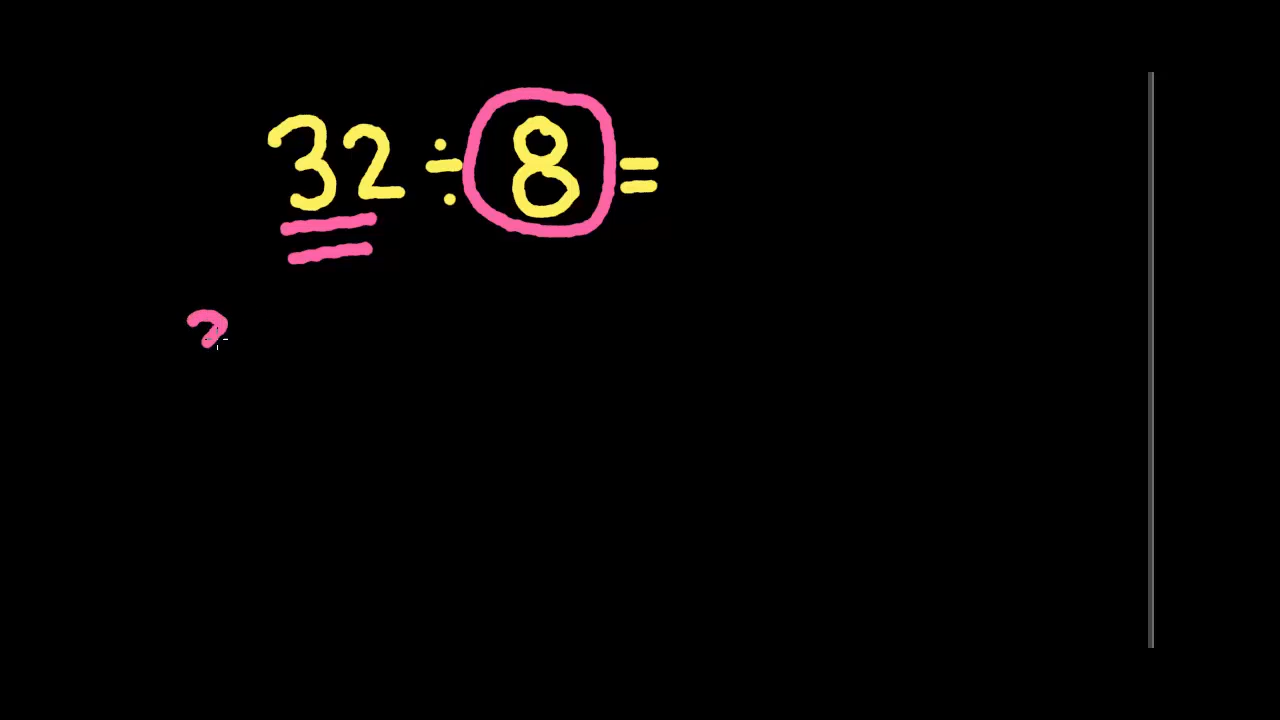 32 ÷ 8 =